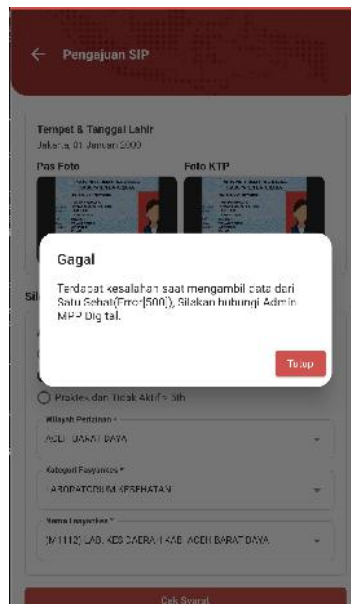 Pengajuan SIP
Tempat & Tanggal Lahir
Jakarta, 01 Januari 2000
Pas Foto
Foto KTP
Gagal
Terdapat kesalahan saat mengambil data dari
Satu Sehat(Error[500]), Silakan hubungi Admin
MPP Digital.
Tutup
Praktek dan Tidak Aktif > 5th
Wilayah Perizinan *
ACEH BARAT DAYA
Kategori Fasyankes *
LABORATORIUM KESEHATAN
Nama Fasyankes *
(M1112) LAB. KES DAERAH KAB ACEH BARAT DAYA
Cek Syarat